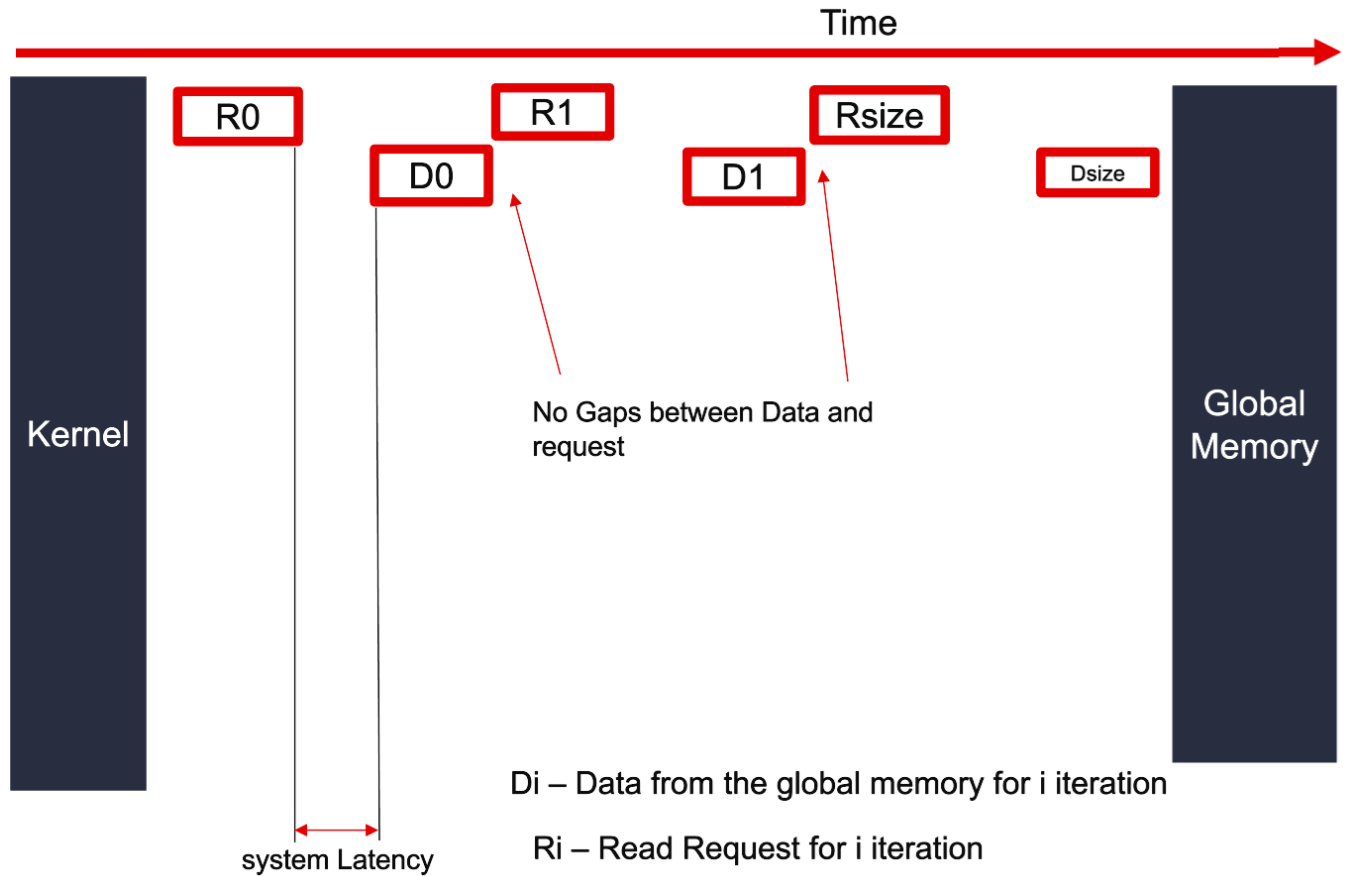 Time
R0
R1
Rsize
D0
D1
Dsize
No Gaps between Data and
request
Kernel
Global
Memory
Di – Data from the global memory for i iteration
Ri – Read Request for i iteration
system Latency